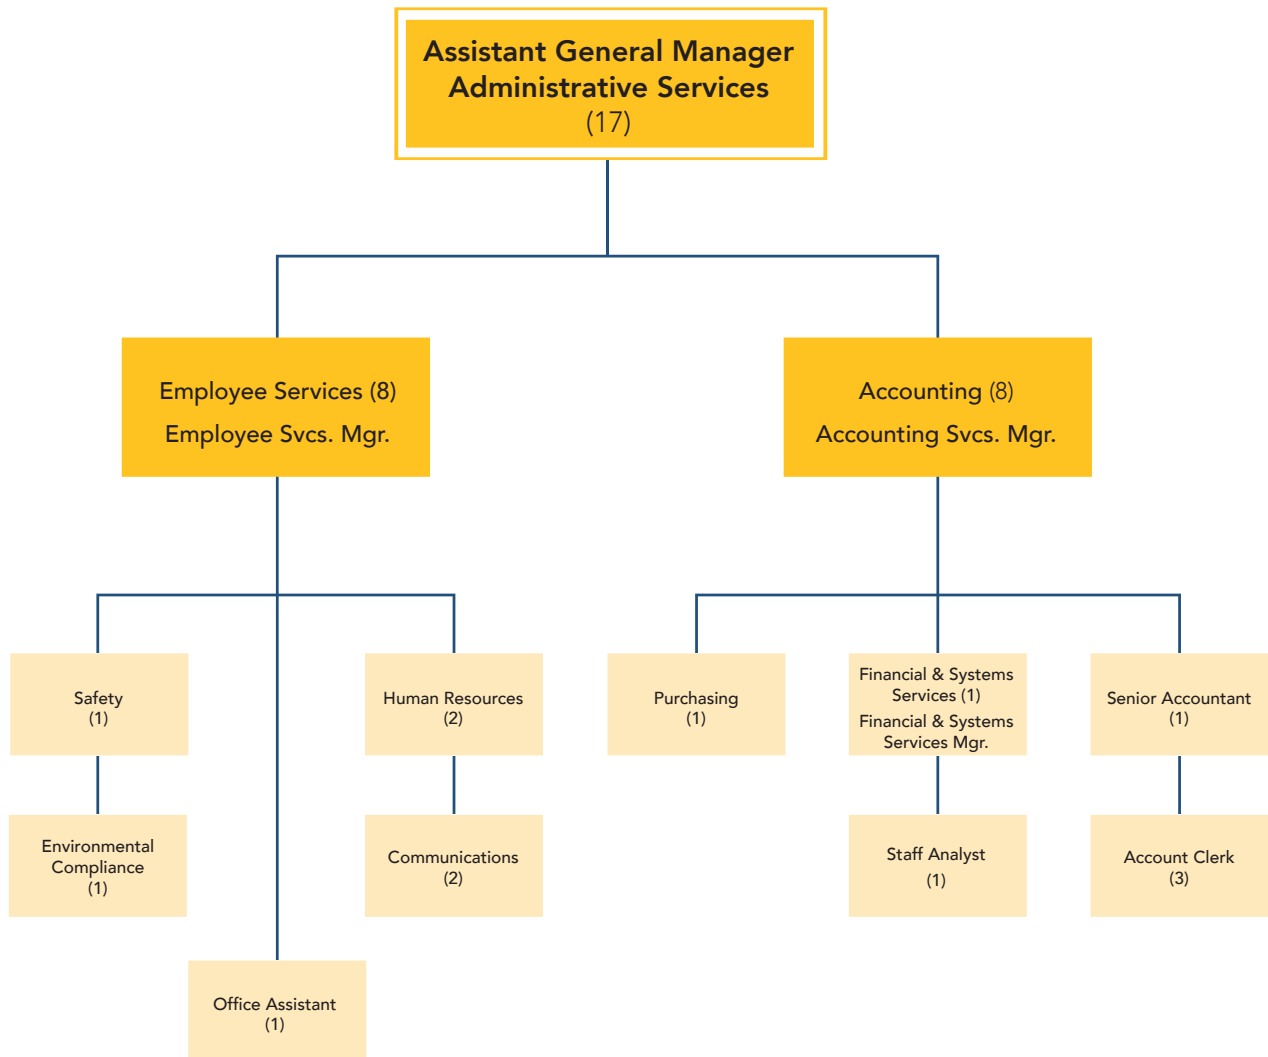 Assistant General Manager
Administrative Services
(17)
Employee Services (8)
Employee Svcs. Mgr.
Accounting (8)
Accounting Svcs. Mgr.
Safety
(1)
Human Resources
(2)
Purchasing
(1)
Financial & Systems
Services (1)
Financial & Systems
Services Mgr.
Senior Accountant
(1)
Environmental
Compliance
(1)
Communications
(2)
Staff Analyst
(1)
Account Clerk
(3)
Office Assistant
(1)